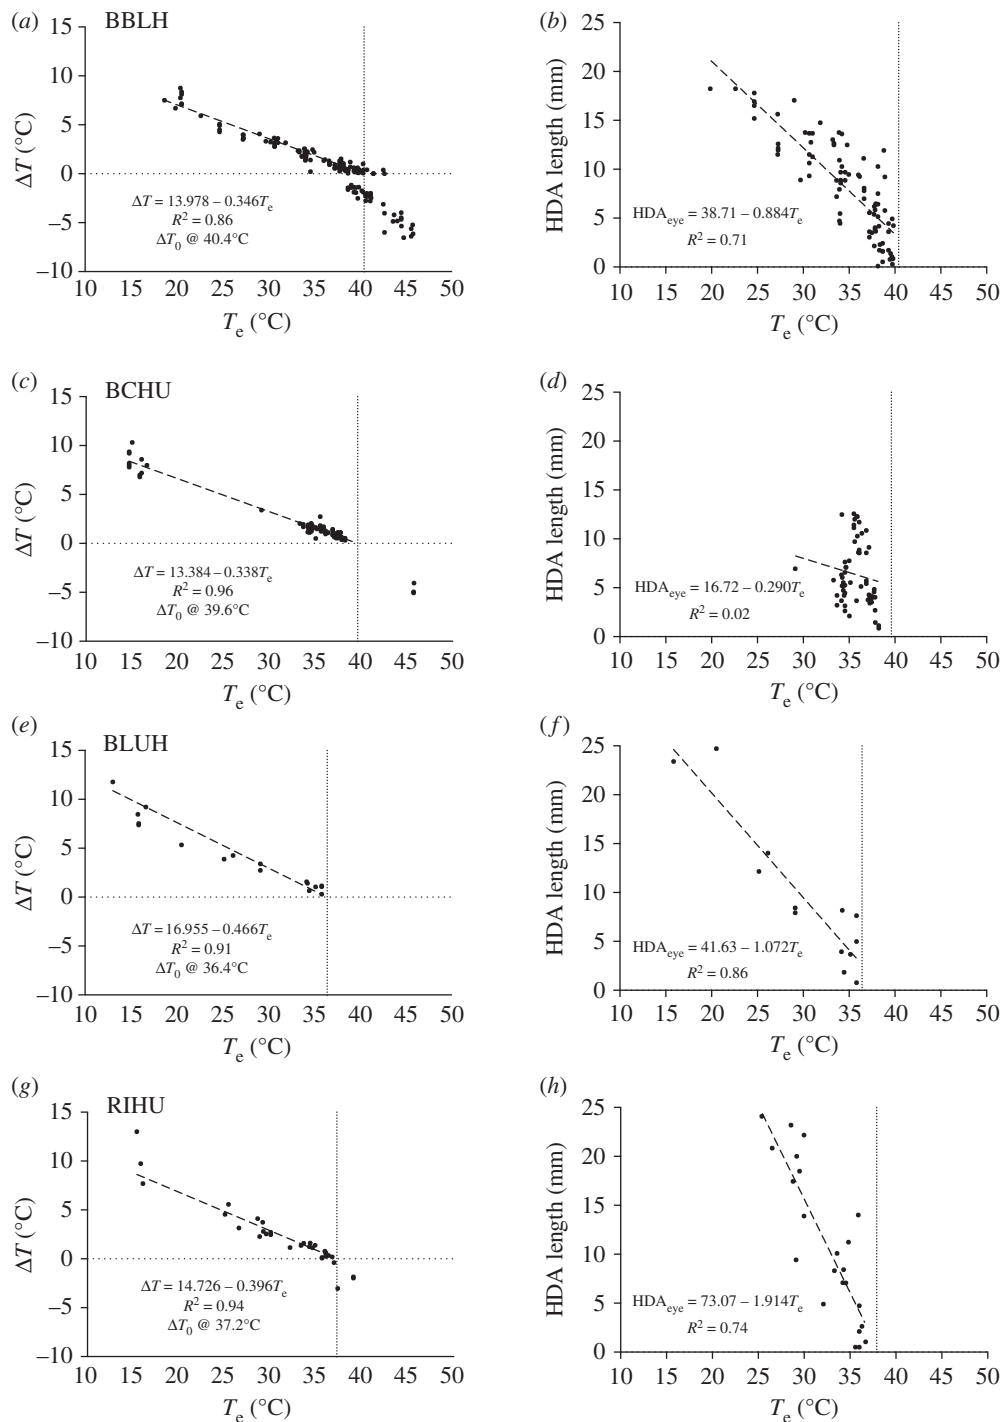 (a) BBLH
15
10
5
0
–5
–10
ΔT (°C)
ΔT = 13.978 – 0.346Te
R² = 0.86
ΔT0 @ 40.4°C
10 15 20 25 30 35 40 45 50
Te (°C)
(b)
25
20
15
10
5
0
HDA length (mm)
HDAeye = 38.71 – 0.884Te
R² = 0.71
10 15 20 25 30 35 40 45 50
Te (°C)
(c) BCHU
15
10
5
0
–5
–10
ΔT (°C)
ΔT = 13.384 – 0.338Te
R² = 0.96
ΔT0 @ 39.6°C
10 15 20 25 30 35 40 45 50
Te (°C)
(d)
25
20
15
10
5
0
HDA length (mm)
HDAeye = 16.72 – 0.290Te
R² = 0.02
10 15 20 25 30 35 40 45 50
Te (°C)
(e) BLUH
15
10
5
0
–5
–10
ΔT (°C)
ΔT = 16.955 – 0.466Te
R² = 0.91
ΔT0 @ 36.4°C
10 15 20 25 30 35 40 45 50
Te (°C)
(f)
25
20
15
10
5
0
HDA length (mm)
HDAeye = 41.63 – 1.072Te
R² = 0.86
10 15 20 25 30 35 40 45 50
Te (°C)
(g) RIHU
15
10
5
0
–5
–10
ΔT (°C)
ΔT = 14.726 – 0.396Te
R² = 0.94
ΔT0 @ 37.2°C
10 15 20 25 30 35 40 45 50
Te (°C)
(h)
25
20
15
10
5
0
HDA length (mm)
HDAeye = 73.07 – 1.914Te
R² = 0.74
10 15 20 25 30 35 40 45 50
Te (°C)